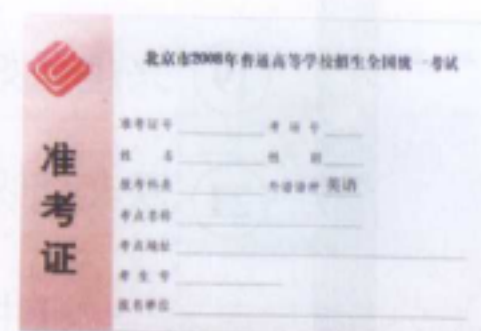 北京市2008年普通高等学校招生全国统一考试
准考证
准考证号 考场号
姓 名 性 别
报考科类 外语语种 英语
考点名称
考点地址
考生号
报名单位